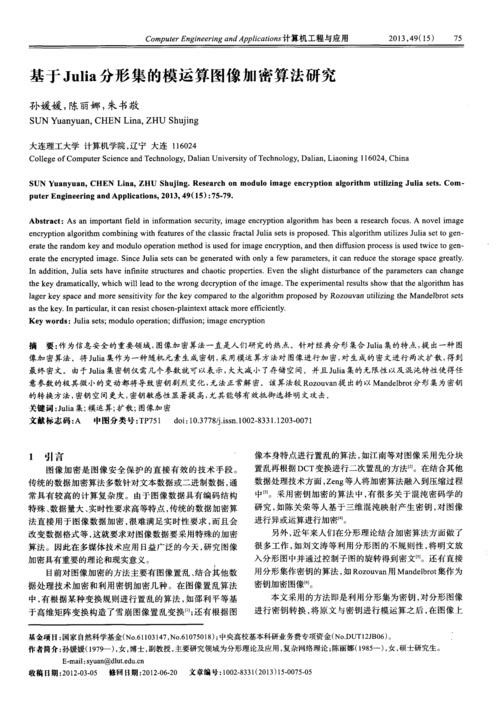 Computer Engineering and Applications 计算机工程与应用
2013,49(15)
75
基于Julia分形集的模运算图像加密算法研究
孙媛媛,陈丽娜,朱书敬
SUN Yuanyuan, CHEN Lina, ZHU Shujing
大连理工大学 计算机学院,辽宁 大连 116024
College of Computer Science and Technology, Dalian University of Technology, Dalian, Liaoning 116024, China
SUN Yuanyuan, CHEN Lina, ZHU Shujing. Research on modulo image encryption algorithm utilizing Julia sets. Com-
puter Engineering and Applications, 2013, 49(15):75-79.
Abstract: As an important field in information security, image encryption algorithm has been a research focus. A novel image
encryption algorithm combining with features of the classic fractal Julia sets is proposed. This algorithm utilizes Julia set to gen-
erate the random key and modulo operation method is used for image encryption, and then diffusion process is used twice to gen-
erate the encrypted image. Since Julia sets can be generated with only a few parameters, it can reduce the storage space greatly.
In addition, Julia sets have infinite structures and chaotic properties. Even the slight disturbance of the parameters can change
the key dramatically, which will lead to the wrong decryption of the image. The experimental results show that the algorithm has
lager key space and more sensitivity for the key compared to the algorithm proposed by Rozouvan utilizing the Mandelbrot sets
as the key. In particular, it can resist chosen-plaintext attack more efficiently.
Key words: Julia sets; modulo operation; diffusion; image encryption
摘 要:作为信息安全的重要领域,图像加密算法一直是人们研究的热点。针对经典分形集合Julia集的特点,提出一种图
像加密算法。将Julia集作为一种随机元素生成密钥,采用模运算方法对图像进行加密,对生成的密文进行两次扩散,得到
最终密文。由于Julia集密钥仅需几个参数就可以表示,大大减小了存储空间。并且Julia集的无限性以及混沌特性使得任
意参数的极其微小的变动都将导致密钥剧烈变化,无法正常解密。该算法较Rozouvan提出的以Mandelbrot分形集为密钥
的转换方法,密钥空间更大,密钥敏感性显著提高,尤其能够有效抵御选择明文攻击。
关键词:Julia集;模运算;扩散;图像加密
文献标志码:A 中图分类号:TP751 doi:10.3778/j.issn.1002-8331.1203-0071
1 引言
图像加密是图像安全保护的直接有效的技术手段。
传统的数据加密算法多数针对文本数据或二进制数据,通
常具有较高的计算复杂度。由于图像数据具有编码结构
特殊、数据量大、实时性要求高等特点,传统的数据加密算
法直接用于图像数据加密,很难满足实时性要求,而且会
改变数据格式等,这就要求对图像数据要采用特殊的加密
算法。因此在多媒体技术应用日益广泛的今天,研究图像
加密具有重要的理论和现实意义。
目前对图像加密的方法主要有图像置乱、结合其他数
据处理技术加密和利用密钥加密几种。在图像置乱算法
中,有根据某种变换规则进行置乱的算法,如邵利平等基
于高维矩阵变换构造了雪崩图像置乱变换[1];还有根据图
像本身特点进行置乱的算法,如江南等对图像采用先分块
置乱再根据DCT变换进行二次置乱的方法[2]。在结合其他
数据处理技术方面,Zeng等人将加密算法融入到压缩过程
中[3]。采用密钥加密的算法中,有很多关于混沌密码学的
研究,如陈关荣等人基于三维混沌映射产生密钥,对图像
进行异或运算进行加密[4]。
另外,近年来人们在分形理论结合加密算法方面做了
很多工作,如刘文涛等利用分形图的不规则性,将明文放
入分形图中,通过控制子图的旋转得到密文[5]。还有直接
用分形集作密钥的算法,如Rozouvan用Mandelbrot集作为
密钥加密图像[6]。
本文采用的方法即是利用分形集为密钥,对分形图像
进行密钥转换,将原文与密钥进行模运算之后,在图像上
基金项目:国家自然科学基金(No.61103147,No.61075018);中央高校基本科研业务费专项资金(No.DUT12JB06)。
作者简介:孙媛媛(1979—),女,博士,副教授,主要研究领域为分形理论及应用,复杂网络理论;陈丽娜(1985—),女,硕士研究生。
E-mail:syuan@dlut.edu.cn
收稿日期:2012-03-05 修回日期:2012-06-20 文章编号:1002-8331(2013)15-0075-05